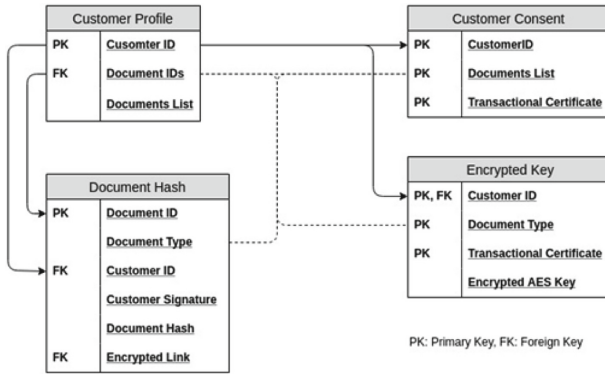 Customer Profile
PK Cusomter ID
FK Document IDs
Documents List
Customer Consent
PK CustomerID
PK Documents List
PK Transactional Certificate
Document Hash
PK Document ID
Document Type
FK Customer ID
Customer Signature
Document Hash
FK Encrypted Link
Encrypted Key
PK, FK Customer ID
PK Document Type
PK Transactional Certificate
Encrypted AES Key
PK: Primary Key, FK: Foreign Key